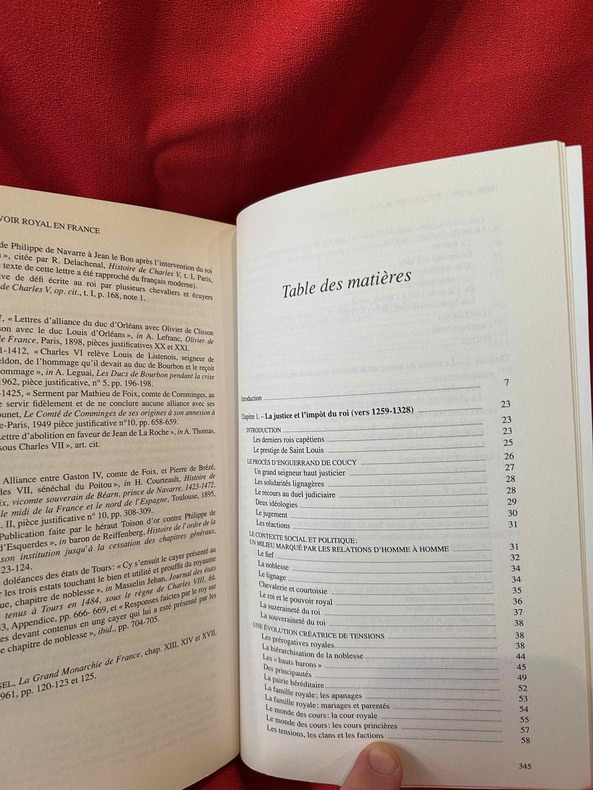 VOIR ROYAL EN FRANCE
de Philippe de Navarre à Jean le Bon après l'intervention du roi
», citée par R. Delachenal, Histoire de Charles V, t. I, Paris,
texte de cette lettre a été rapproché du français moderne).
ive de défi écrite au roi par plusieurs chevaliers et écuyers
de Charles V, op. cit., t. I, p. 168, note 1.
« Lettres d'alliance du duc d'Orléans avec Olivier de Clisson
son avec le duc Louis d'Orléans », in A. Lefranc, Olivier de
de France, Paris, 1898, pièces justificatives XX et XXI.
1-1412, « Charles VI relève Louis de Listenois, seigneur de
eldon, de l'hommage qu'il devait au duc de Bourbon et le reçoit
ommage », in A. Leguai, Les Ducs de Bourbon pendant la crise
1962, pièce justificative, n° 5, pp. 196-198.
-1425, « Serment par Mathieu de Foix, comte de Comminges, au
e servir fidèlement et de ne conclure aucune alliance avec ses
ounet, Le Comté de Comminges de ses origines à son annexion à
e-Paris, 1949 pièce justificative n° 10, pp. 658-659.
Lettre d'abolition en faveur de Jean de La Roche », in A. Thomas,
sous Charles VII », art. cit.
Alliance entre Gaston IV, comte de Foix, et Pierre de Brézé,
les VII, sénéchal du Poitou », in H. Courteault, Histoire de
ix, vicomte souverain de Béarn, prince de Navarre, 1423-1472.
le midi de la France et le nord de l'Espagne, Toulouse, 1895,
. II, pièce justificative n° 10, pp. 308-309.
Publication faite par le héraut Toison d'or contre Philippe de
'Esquerdes », in baron de Reiffenberg, Histoire de l'ordre de la
son institution jusqu'à la cessation des chapitres généraux,
23-124.
doléances des états de Tours : « Cy s'ensuit le cayer présenté au
r les trois estats touchant le bien et utilité et prouffit du royaume
que, chapitre de noblesse », in Masselin Jehan, Journal des états
tenus à Tours en 1484, sous le règne de Charles VIII, éd.
33, Appendice, pp. 666- 669, et « Responses faictes par le roy sur
es devant contenus en ung cayer qui lui a esté présenté par les
e chapitre de noblesse », ibid., pp. 704-705.
SEL, La Grand Monarchie de France, chap. XIII, XIV et XVII,
1961, pp. 120-123 et 125.
Table des matières
Introduction 7
Chapitre 1. – La justice et l'impôt du roi (vers 1259-1328) 23
INTRODUCTION 23
Les derniers rois capétiens 23
Le prestige de Saint Louis 25
LE PROCÈS D'ENGUERRAND DE COUCY 26
Un grand seigneur haut justicier 27
Les solidarités lignagères 28
Le recours au duel judiciaire 28
Deux idéologies 29
Le jugement 30
Les réactions 31
LE CONTEXTE SOCIAL ET POLITIQUE :
UN MILIEU MARQUÉ PAR LES RELATIONS D'HOMME À HOMME 31
Le fief 32
La noblesse 34
Le lignage 34
Chevalerie et courtoisie 35
Le roi et le pouvoir royal 36
La suzeraineté du roi 37
La souveraineté du roi 38
UNE ÉVOLUTION CRÉATRICE DE TENSIONS 38
Les prérogatives royales 38
La hiérarchisation de la noblesse 44
Les « hauts barons » 45
Des principautés 49
La pairie héréditaire 52
La famille royale : les apanages 53
La famille royale : mariages et parentés 54
Le monde des cours : la cour royale 55
Le monde des cours : les cours princières 57
Les tensions, les clans et les factions 58
345